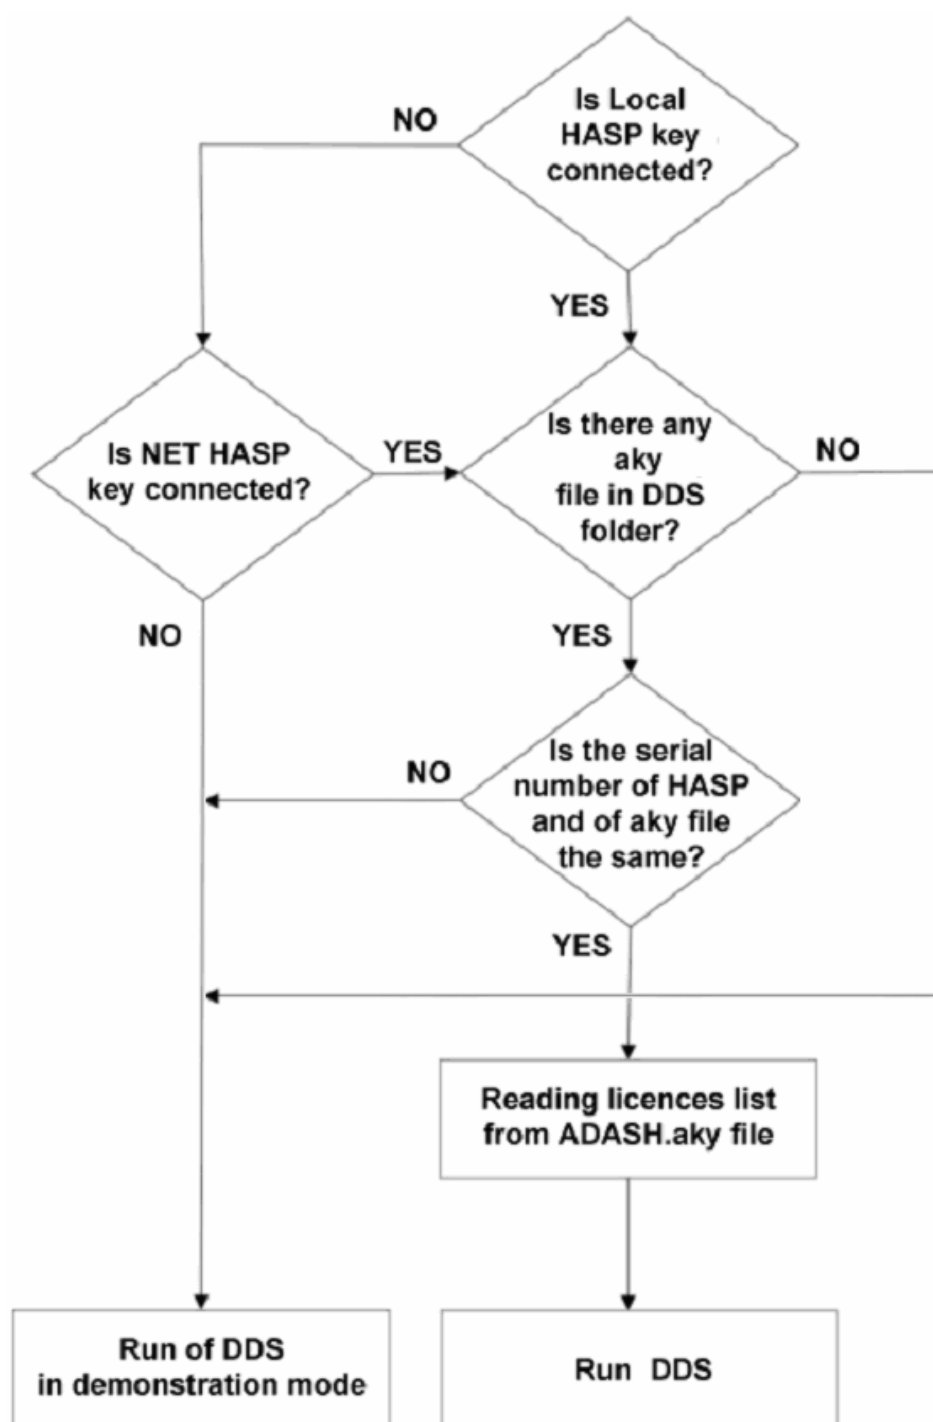 Is Local
HASP key
connected?
NO
YES
Is NET HASP
key connected?
YES
Is there any
aky
file in DDS
folder?
NO
NO
YES
Is the serial
number of HASP
and of aky file
the same?
NO
YES
Reading licences list
from ADASH.aky file
Run of DDS
in demonstration mode
Run DDS